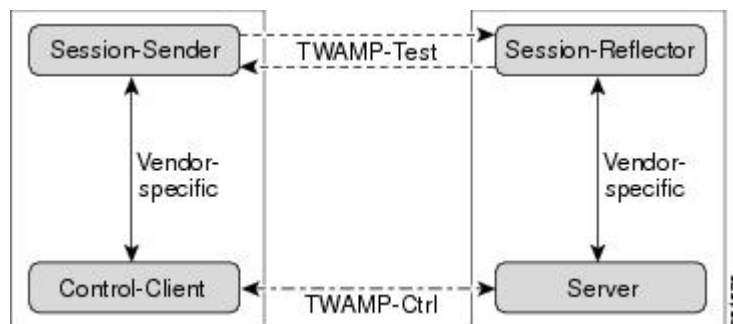 Session-Sender
TWAMP-Test
Session-Reflector
Vendor-
specific
Vendor-
specific
Control-Client
TWAMP-Ctrl
Server